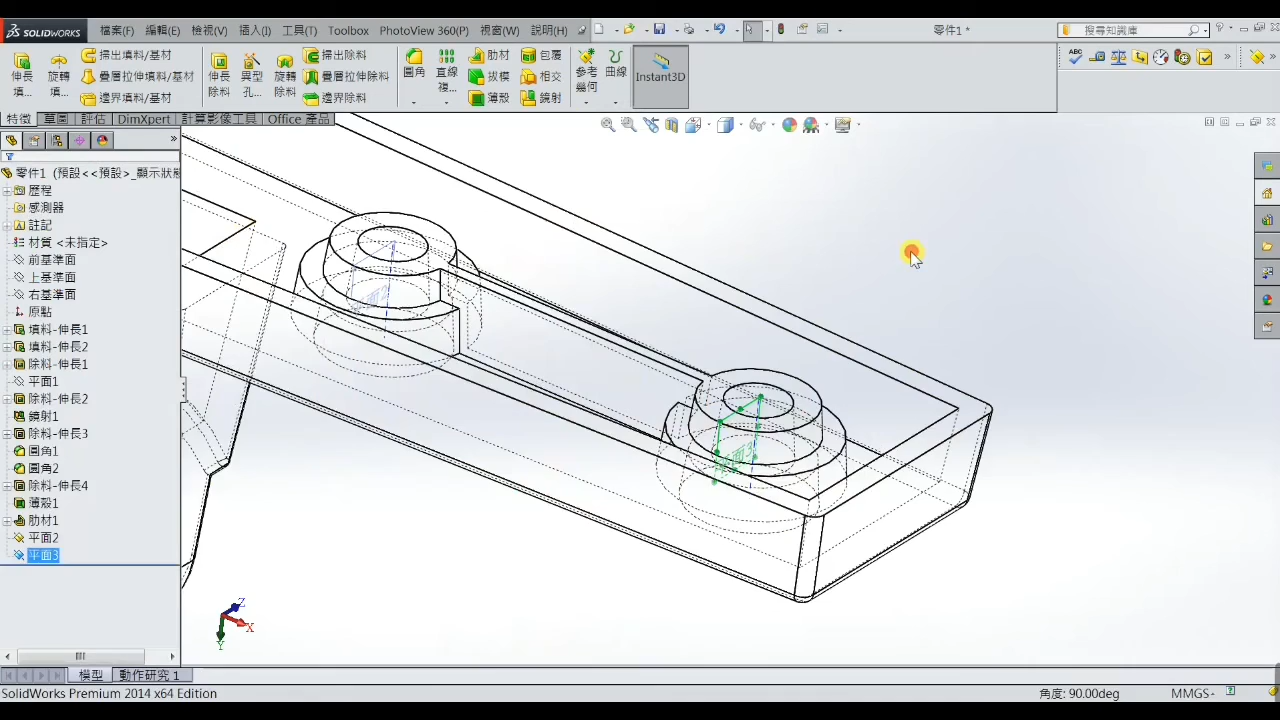 SOLIDWORKS 檔案(F) 編輯(E) 檢視(V) 插入(I) 工具(T) Toolbox PhotoView 360(P) 視窗(W) 說明(H) 零件1 * 搜尋知識庫
伸長填... 旋轉填... 掃出填料/基材 疊層拉伸填料/基材 邊界填料/基材 伸長除料 異型孔... 旋轉除料 掃出除料 疊層拉伸除料 邊界除料 圓角 直線複... 肋材 拔模 薄殼 包覆 相交 鏡射 參考幾何 曲線 Instant3D
特徵 草圖 評估 DimXpert 計算影像工具 Office 產品
零件1 (預設<<預設>_顯示狀態
歷程
感測器
註記
材質 <未指定>
前基準面
上基準面
右基準面
原點
填料-伸長1
填料-伸長2
除料-伸長1
平面1
除料-伸長2
鏡射1
除料-伸長3
圓角1
圓角2
除料-伸長4
薄殼1
肋材1
平面2
平面3
平面2
平面3
Z
X
Y
模型 動作研究 1
SolidWorks Premium 2014 x64 Edition 角度: 90.00deg MMGS